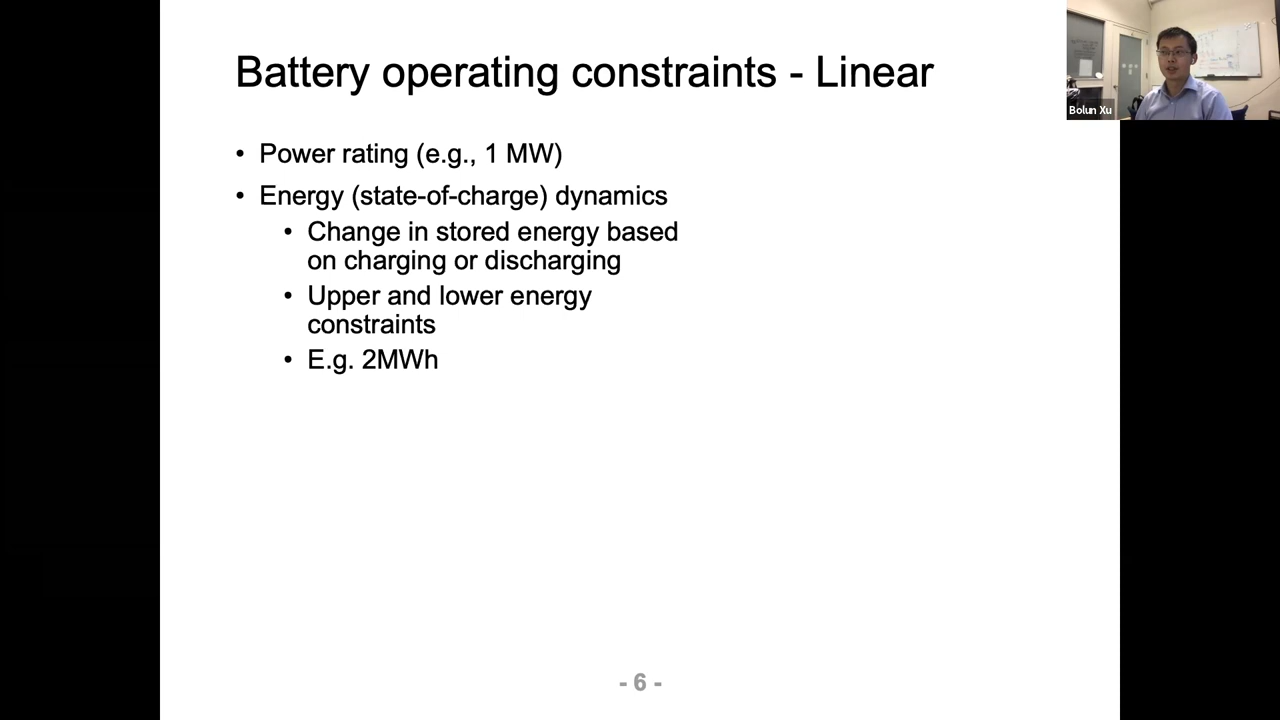 Battery operating constraints - Linear
• Power rating (e.g., 1 MW)
• Energy (state-of-charge) dynamics
• Change in stored energy based
on charging or discharging
• Upper and lower energy
constraints
• E.g. 2MWh
- 6 -
Bolun Xu